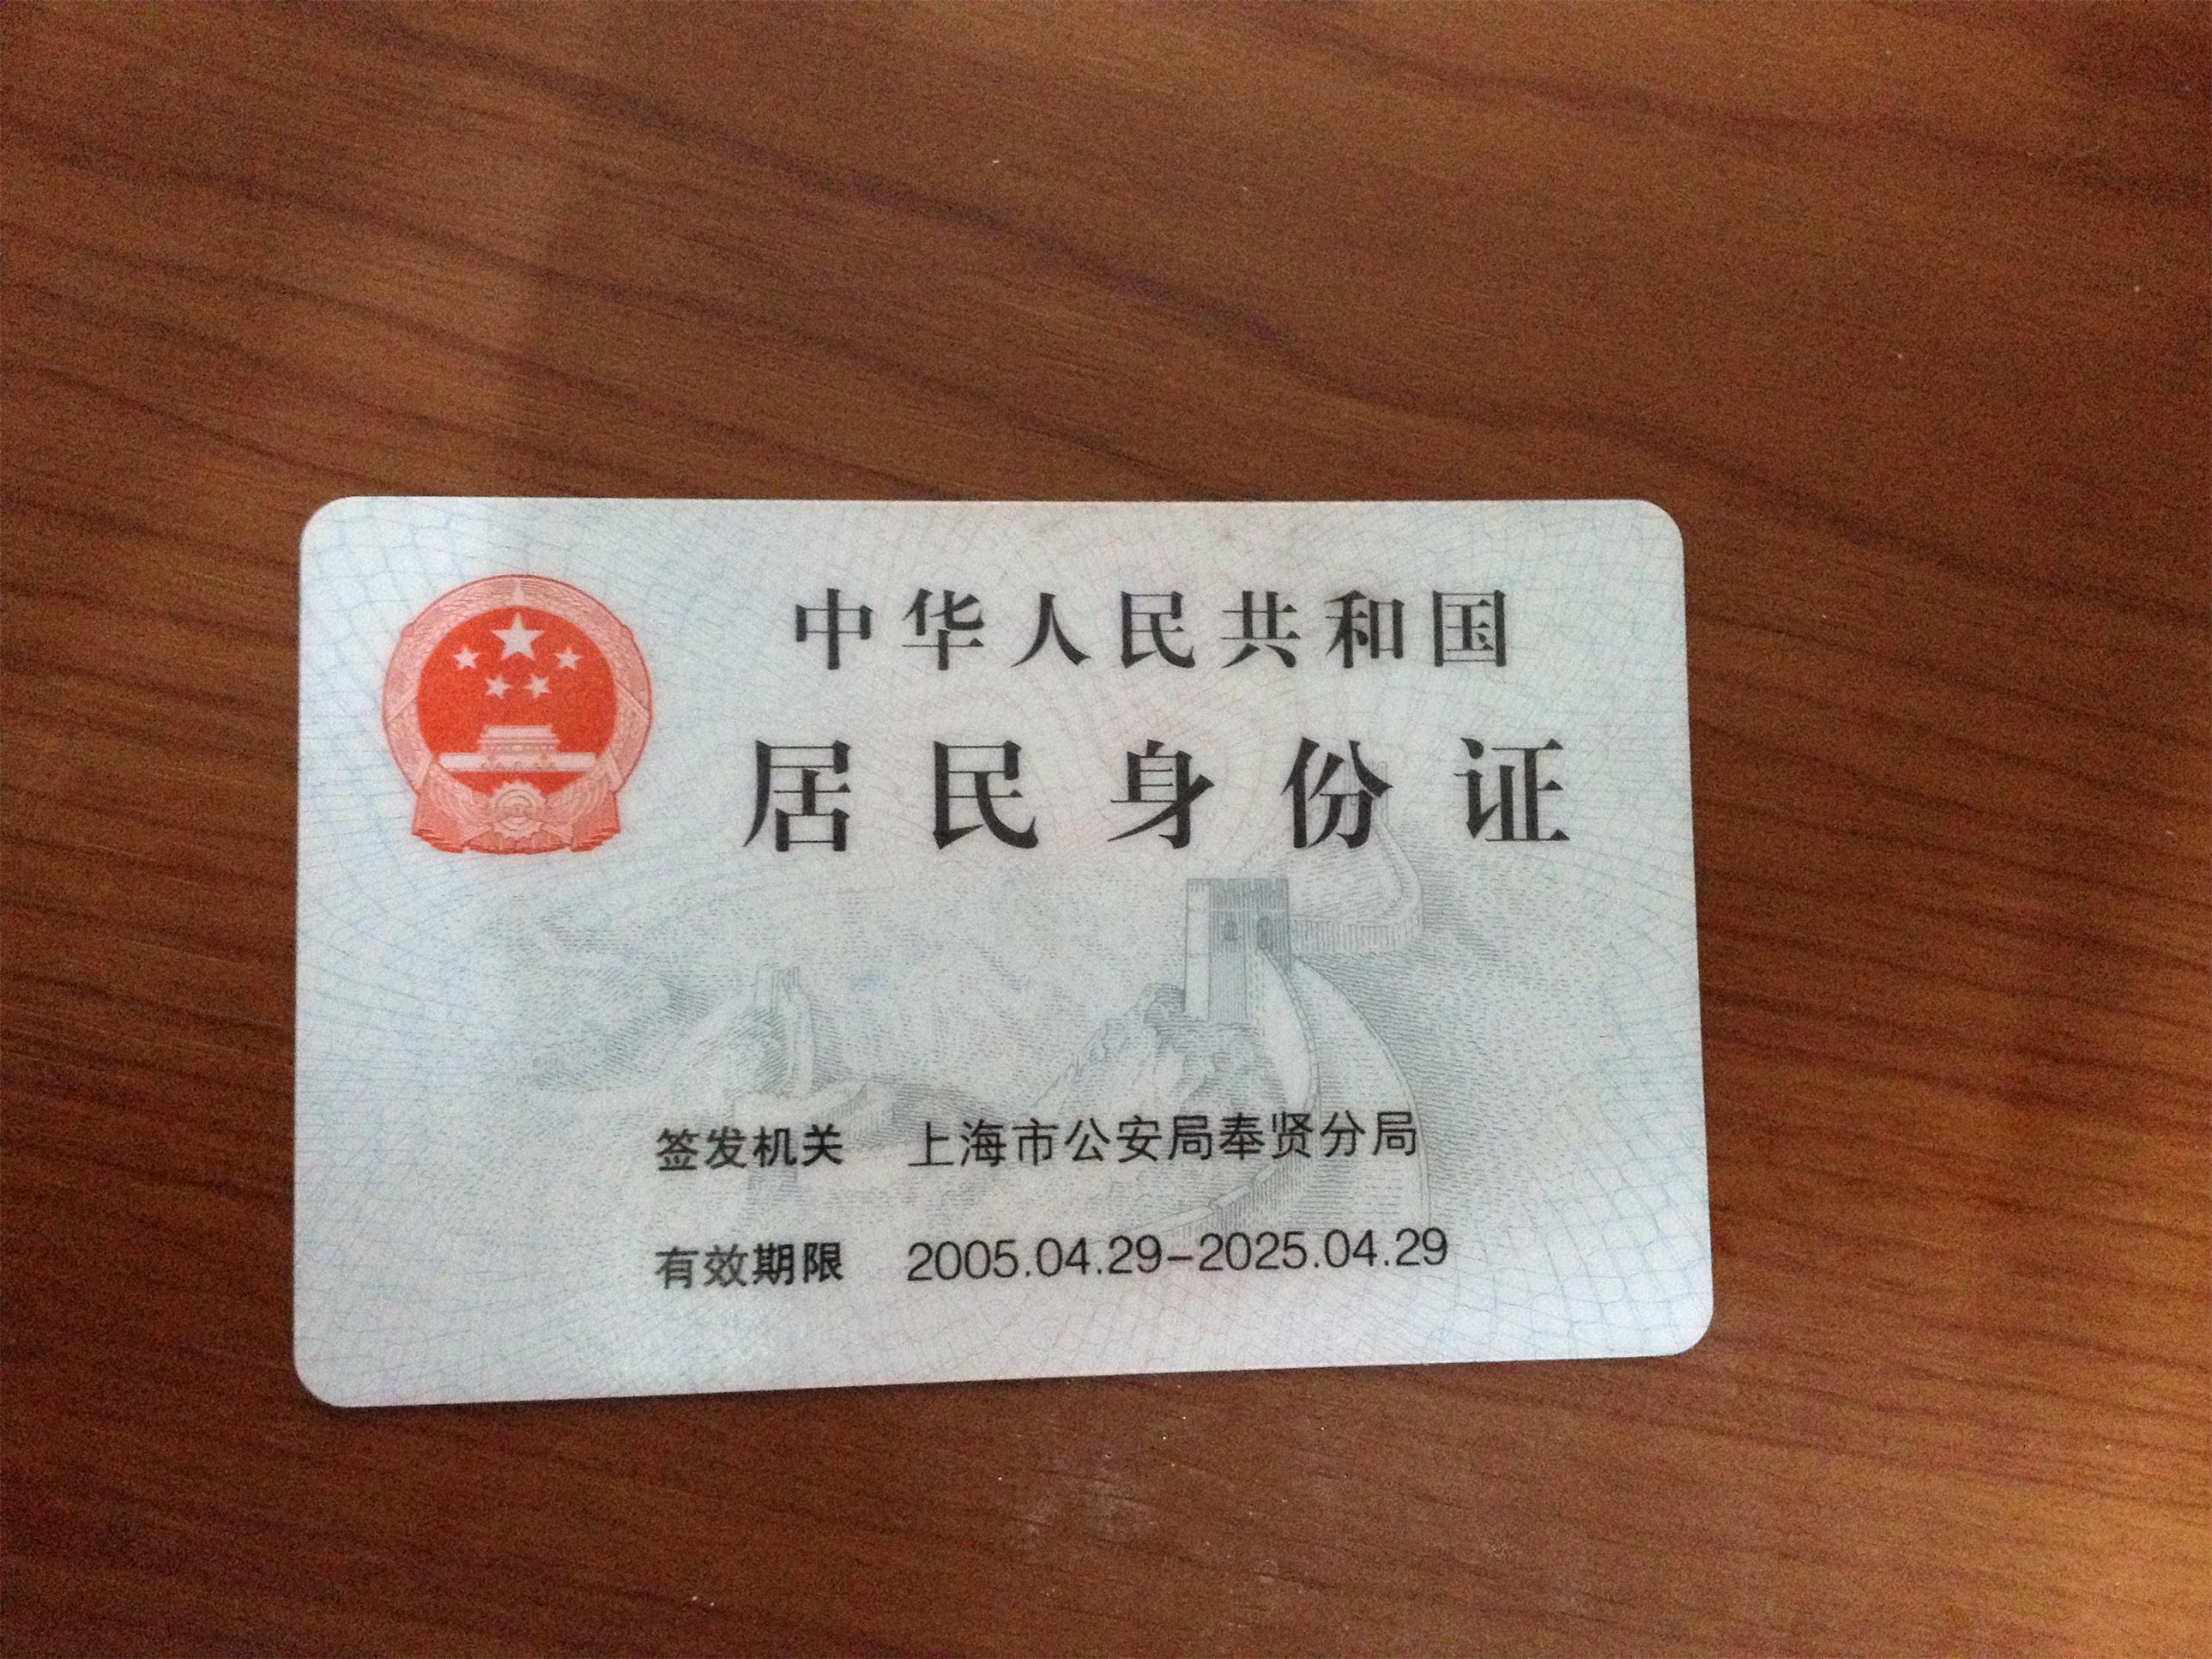 中华人民共和国
居民身份证
签发机关 上海市公安局奉贤分局
有效期限 2005.04.29-2025.04.29